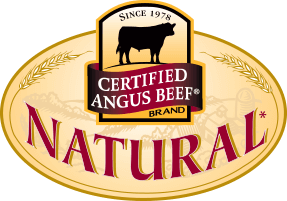 SINCE 1978
CERTIFIED
ANGUS BEEF®
BRAND
NATURAL*